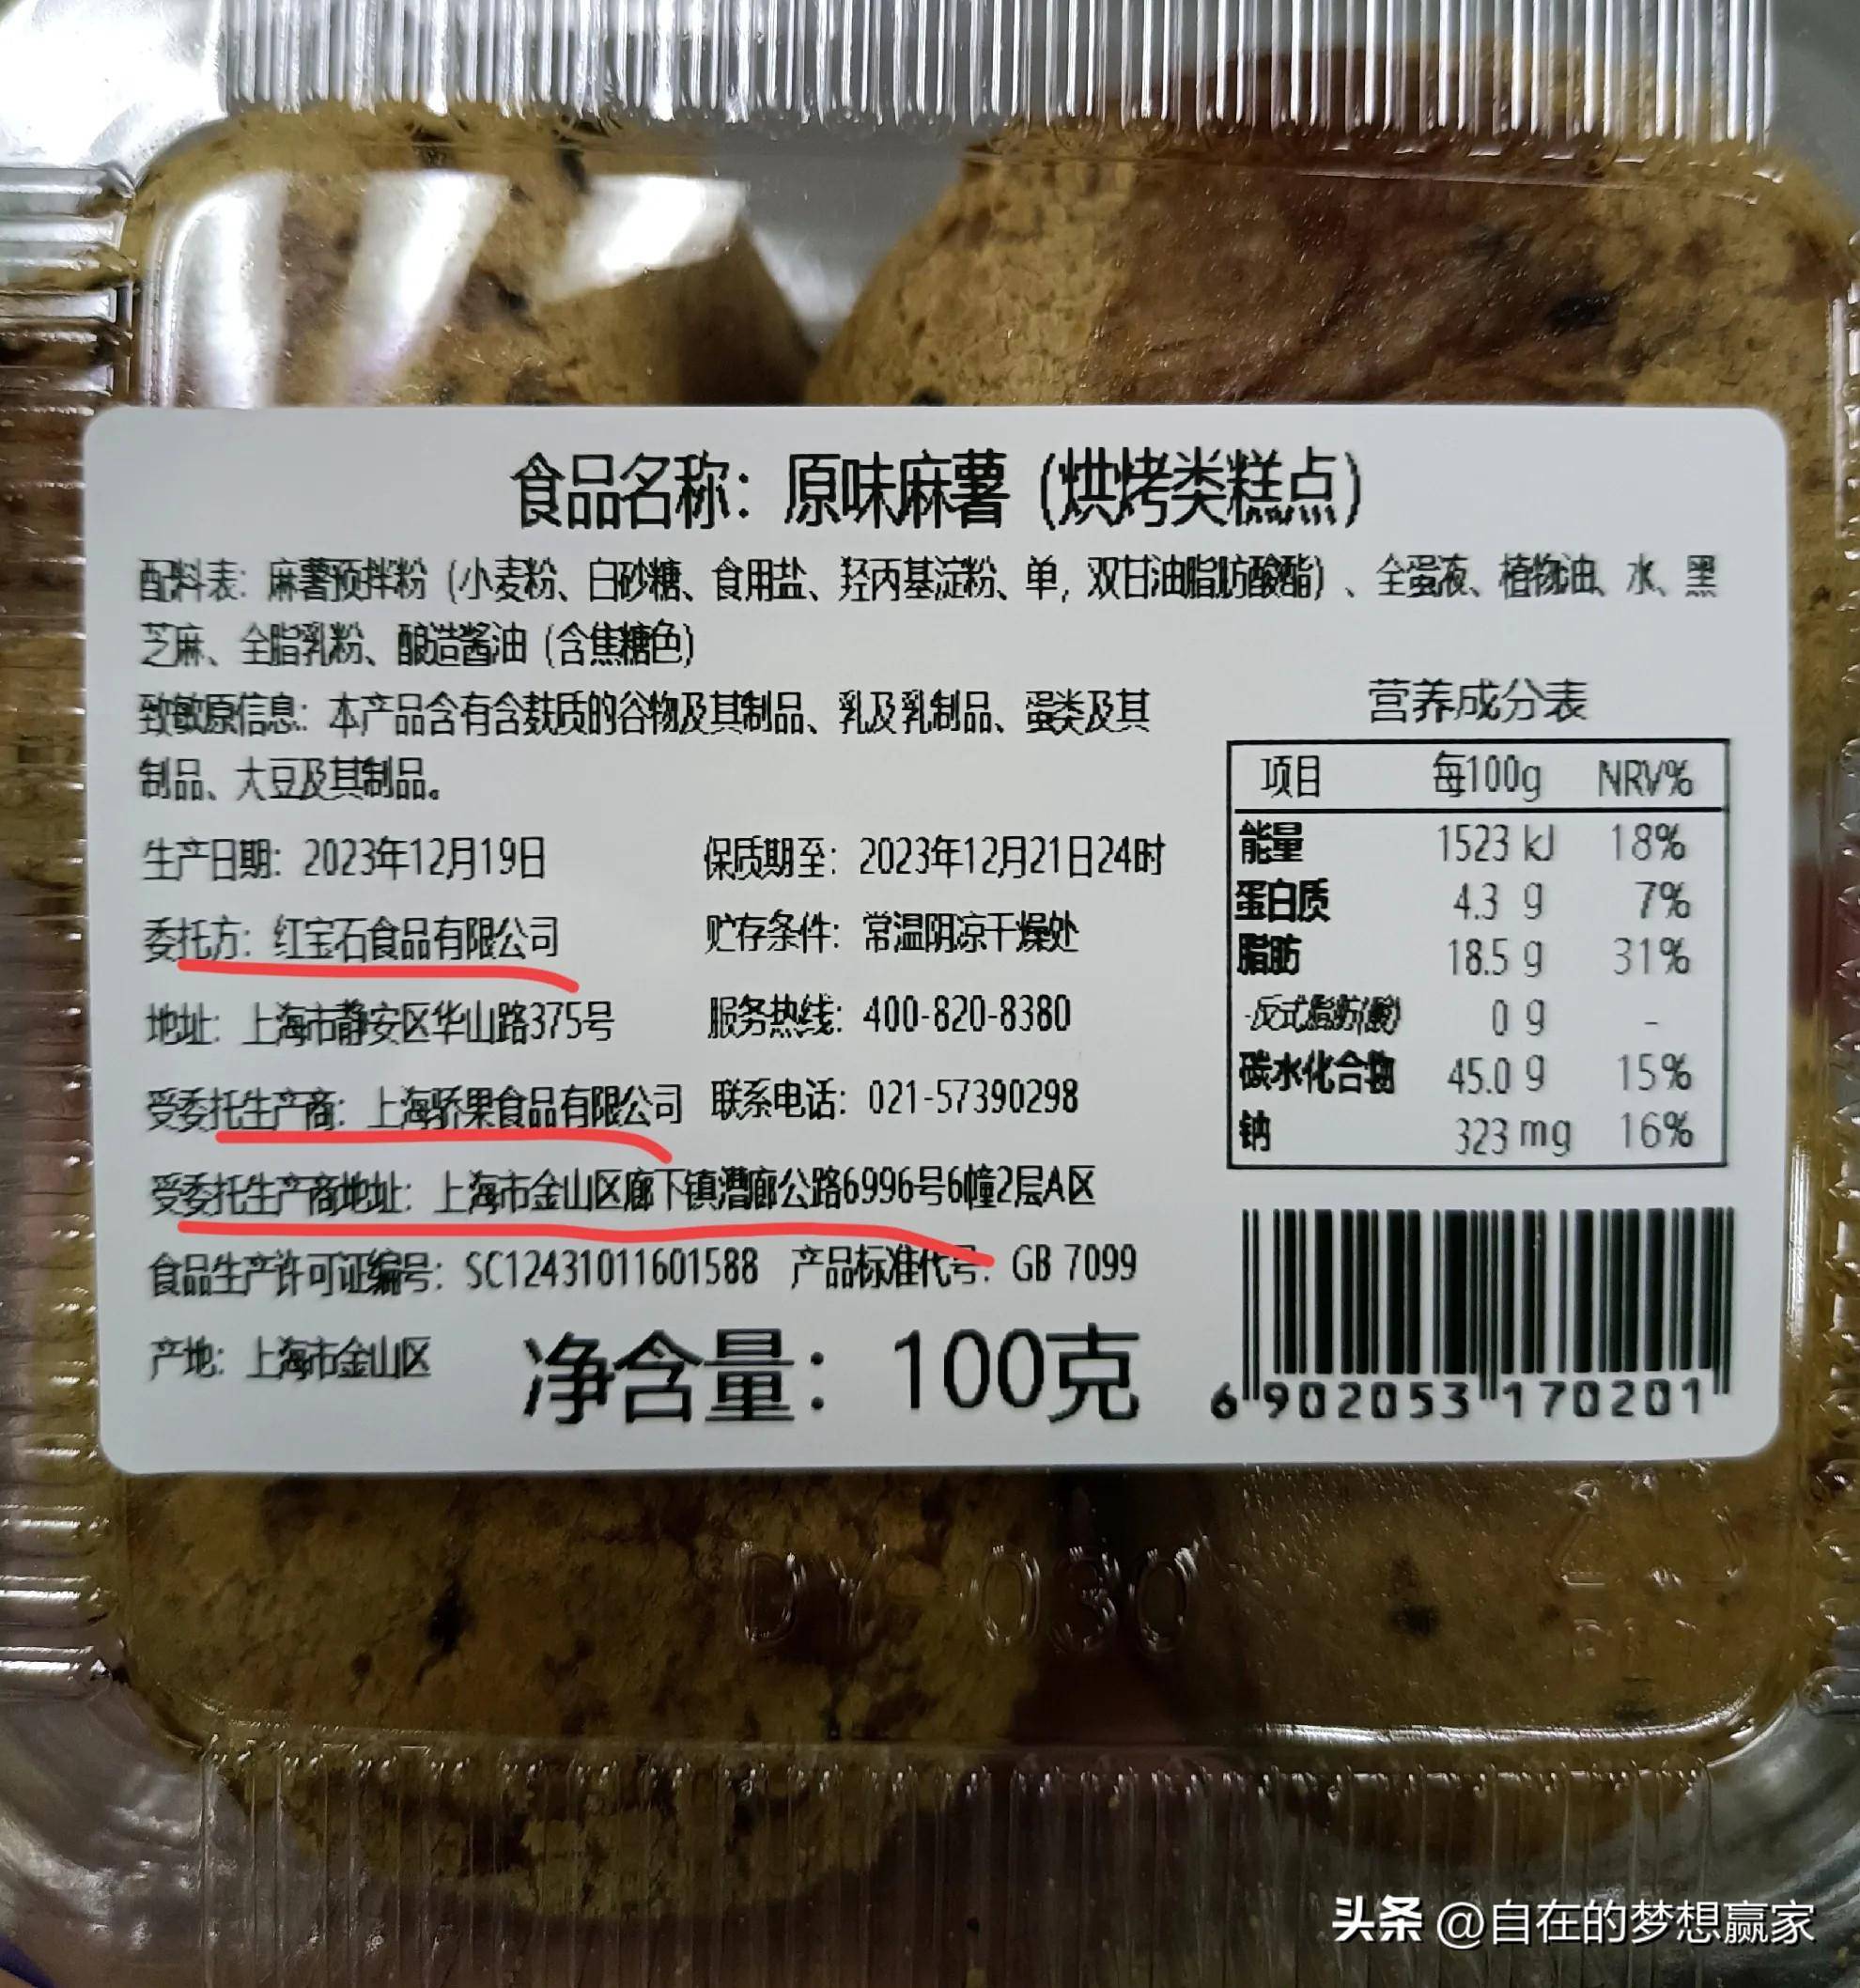 食品名称：原味麻薯（烘烤类糕点）
配料表：麻薯预拌粉（小麦粉、白砂糖、食用盐、羟丙基淀粉、单，双甘油脂肪酸酯）、全蛋液、植物油、水、黑
芝麻、全脂乳粉、酿造酱油（含焦糖色）
致敏原信息：本产品含有含麸质的谷物及其制品、乳及乳制品、蛋类及其
制品、大豆及其制品。
生产日期：2023年12月19日 保质期至：2023年12月21日24时
委托方：红宝石食品有限公司 贮存条件：常温阴凉干燥处
地址：上海市静安区华山路375号 服务热线：400-820-8380
受委托生产商：上海骄果食品有限公司 联系电话：021-57390298
受委托生产商地址：上海市金山区廊下镇漕廊公路6996号6幢2层A区
食品生产许可证编号：SC12431011601588 产品标准代号：GB 7099
产地：上海市金山区 净含量：100克
营养成分表
项目 每100g NRV%
能量 1523 kJ 18%
蛋白质 4.3 g 7%
脂肪 18.5 g 31%
-反式脂肪(酸) 0 g -
碳水化合物 45.0 g 15%
钠 323 mg 16%
6 902053 170201
DY-030
头条 @自在的梦想赢家